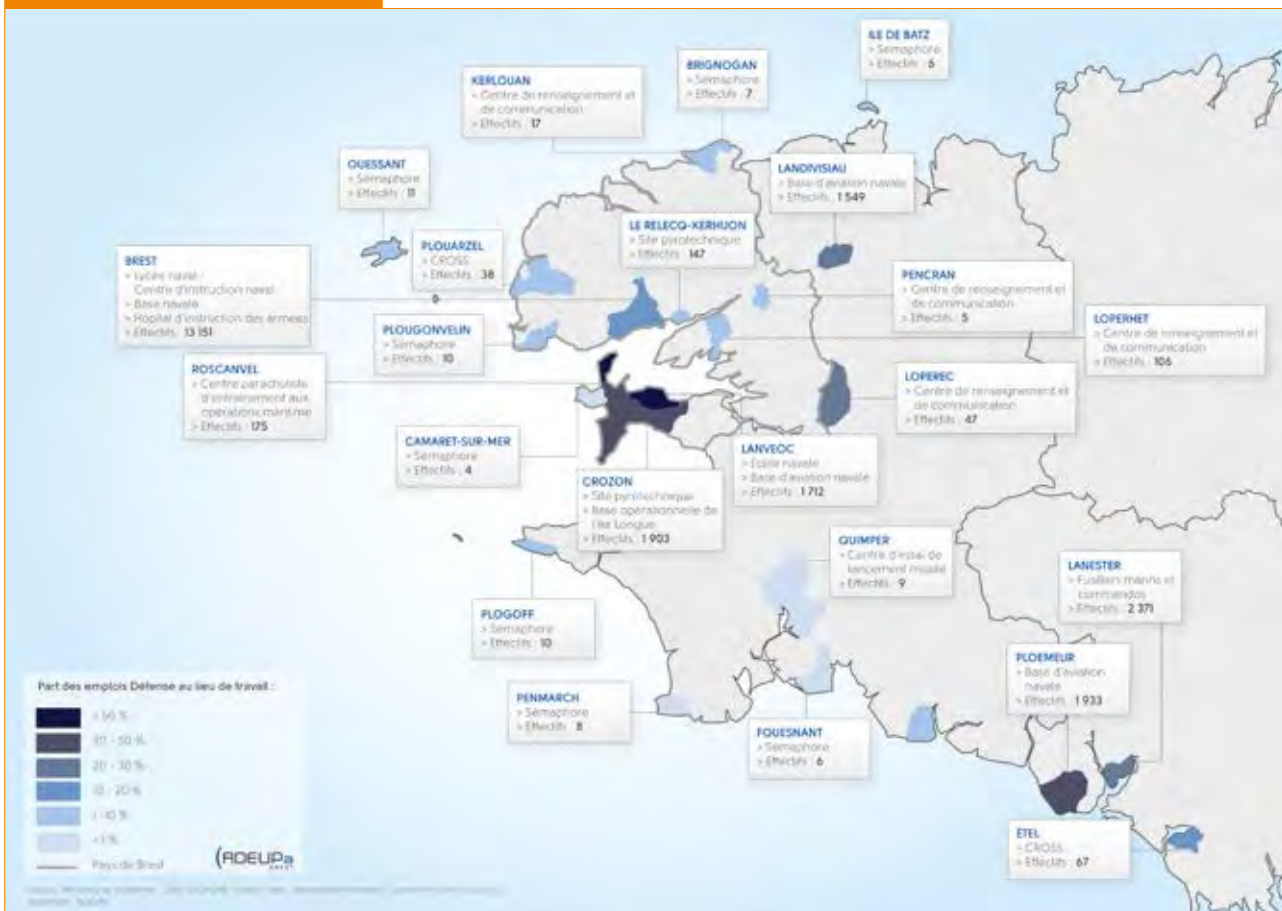 ILE DE BATZ
> Sémaphore
> Effectifs : 6
BRIGNOGAN
> Sémaphore
> Effectifs : 7
KERLOUAN
> Centre de renseignement et
de communication
> Effectifs : 17
OUESSANT
> Sémaphore
> Effectifs : 11
LANDIVISIAU
> Base d'aviation navale
> Effectifs : 1 549
LE RELECQ-KERHUON
> Site pyrotechnique
> Effectifs : 147
PLOUARZEL
> CROSS
> Effectifs : 38
BREST
> Lycée naval -
Centre d'instruction naval
> Base navale
> Hôpital d'instruction des armées
> Effectifs : 13 151
PENCRAN
> Centre de renseignement et
de communication
> Effectifs : 5
LOPERHET
> Centre de renseignement et
de communication
> Effectifs : 106
PLOUGONVELIN
> Sémaphore
> Effectifs : 10
ROSCANVEL
> Centre parachutiste
d'entrainement aux
opérations maritime
> Effectifs : 175
LOPEREC
> Centre de renseignement et
de communication
> Effectifs : 47
CAMARET-SUR-MER
> Sémaphore
> Effectifs : 4
LANVEOC
> Ecole navale
> Base d'aviation navale
> Effectifs : 1 712
CROZON
> Site pyrotechnique
> Base opérationnelle de
l'Ile Longue
> Effectifs : 1 903
QUIMPER
> Centre d'essai de
lancement missile
> Effectifs : 9
LANESTER
> Fusiliers marins et
commandos
> Effectifs : 2 371
PLOGOFF
> Sémaphore
> Effectifs : 10
PLOEMEUR
> Base d'aviation
navale
> Effectifs : 1 933
PENMARCH
> Sémaphore
> Effectifs : 8
FOUESNANT
> Sémaphore
> Effectifs : 6
ETEL
> CROSS
> Effectifs : 67
Part des emplois Défense au lieu de travail :
50 %
30 - 50 %
20 - 30 %
10 - 20 %
1 - 10 %
< 1 %
Pays de Brest
ADEUPa
BREST